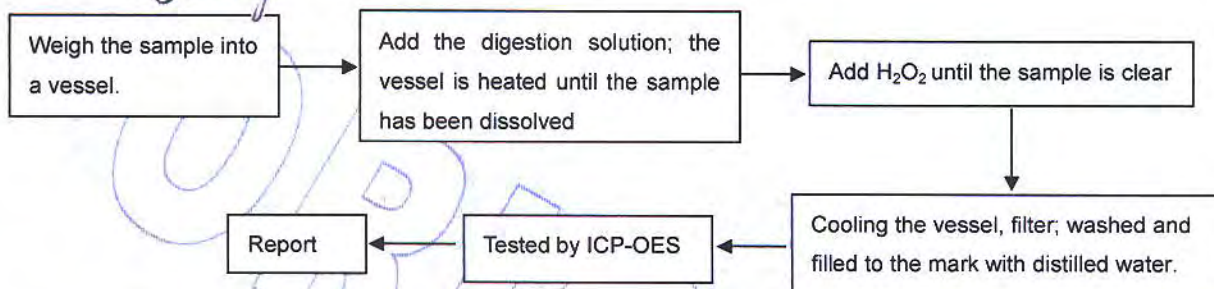 Weigh the sample into
a vessel.
Add the digestion solution; the
vessel is heated until the sample
has been dissolved
Add H₂O₂ until the sample is clear
Cooling the vessel, filter; washed and
filled to the mark with distilled water.
Tested by ICP-OES
Report